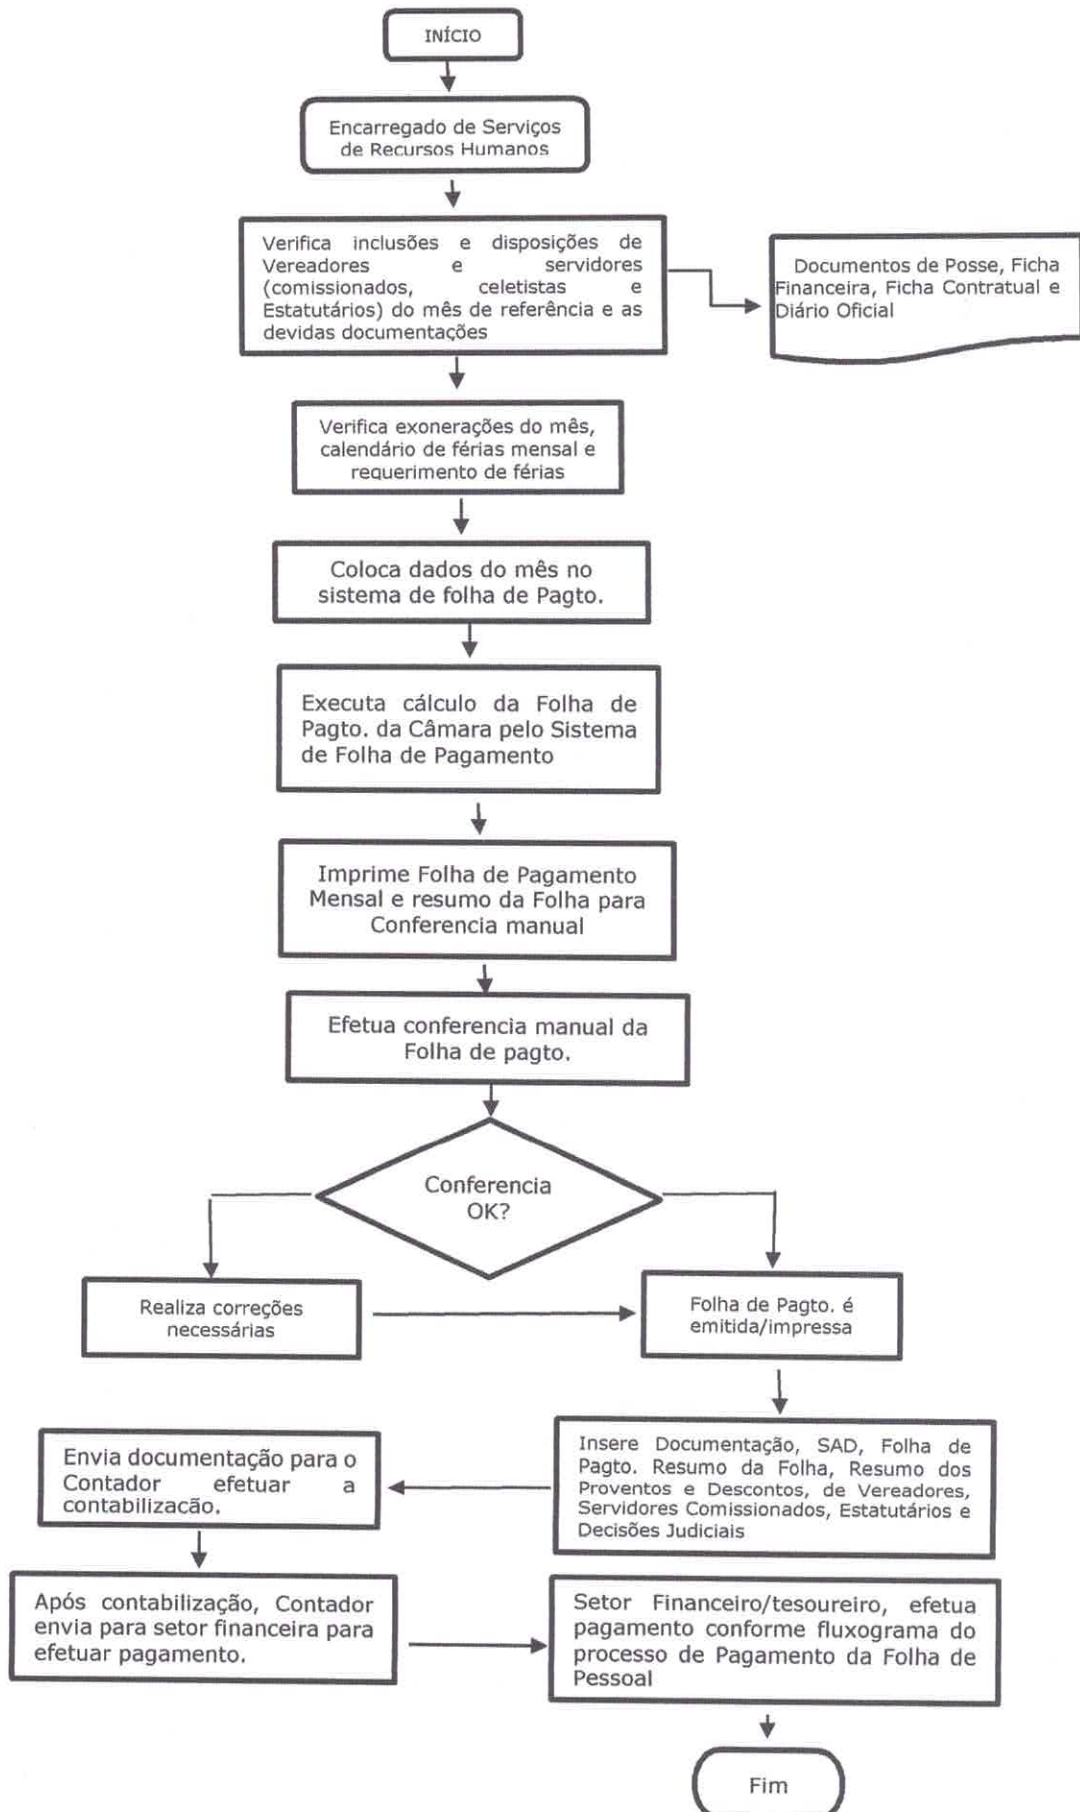 INÍCIO
Encarregado de Serviços
de Recursos Humanos
Verifica inclusões e disposições de
Vereadores e servidores
(comissionados, celetistas e
Estatutários) do mês de referência e as
devidas documentações
Documentos de Posse, Ficha
Financeira, Ficha Contratual e
Diário Oficial
Verifica exonerações do mês,
calendário de férias mensal e
requerimento de férias
Coloca dados do mês no
sistema de folha de Pagto.
Executa cálculo da Folha de
Pagto. da Câmara pelo Sistema
de Folha de Pagamento
Imprime Folha de Pagamento
Mensal e resumo da Folha para
Conferencia manual
Efetua conferencia manual da
Folha de pagto.
Conferencia
OK?
Realiza correções
necessárias
Folha de Pagto. é
emitida/impressa
Insere Documentação, SAD, Folha de
Pagto. Resumo da Folha, Resumo dos
Proventos e Descontos, de Vereadores,
Servidores Comissionados, Estatutários e
Decisões Judiciais
Envia documentação para o
Contador efetuar a
contabilização.
Após contabilização, Contador
envia para setor financeira para
efetuar pagamento.
Setor Financeiro/tesoureiro, efetua
pagamento conforme fluxograma do
processo de Pagamento da Folha de
Pessoal
Fim